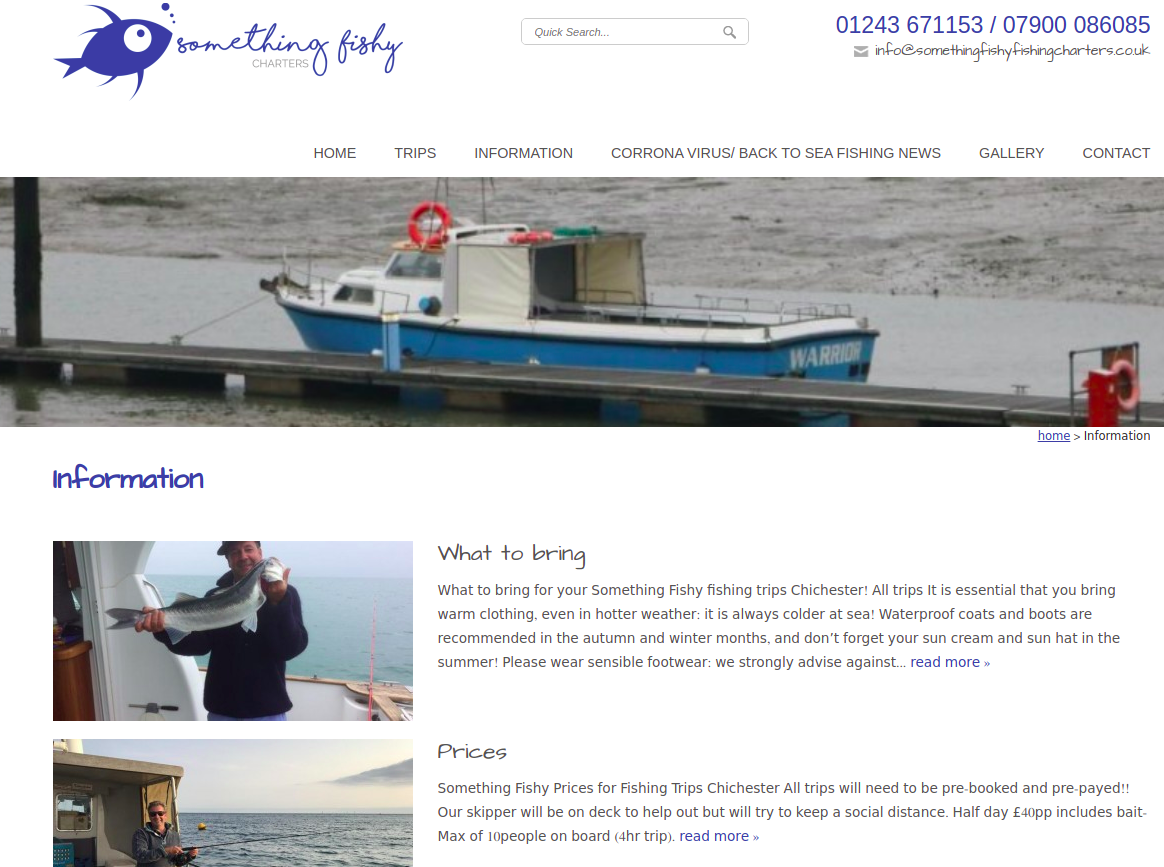 something fishy
CHARTERS
Quick Search...
01243 671153 / 07900 086085
info@somethingfishyfishingcharters.co.uk
HOME TRIPS INFORMATION CORRONA VIRUS/ BACK TO SEA FISHING NEWS GALLERY CONTACT
WARRIOR
home > Information
Information
What to bring
What to bring for your Something Fishy fishing trips Chichester! All trips It is essential that you bring
warm clothing, even in hotter weather: it is always colder at sea! Waterproof coats and boots are
recommended in the autumn and winter months, and don’t forget your sun cream and sun hat in the
summer! Please wear sensible footwear: we strongly advise against... read more »
Prices
Something Fishy Prices for Fishing Trips Chichester All trips will need to be pre-booked and pre-payed!!
Our skipper will be on deck to help out but will try to keep a social distance. Half day £40pp includes bait-
Max of 10people on board (4hr trip). read more »